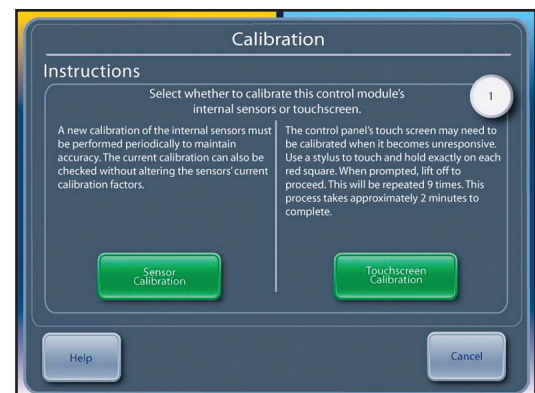 Calibration
Instructions
Select whether to calibrate this control module's
internal sensors or touchscreen.
1
A new calibration of the internal sensors must
be performed periodically to maintain
accuracy. The current calibration can also be
checked without altering the sensors' current
calibration factors.
The control panel's touch screen may need to
be calibrated when it becomes unresponsive.
Use a stylus to touch and hold exactly on each
red square. When prompted, lift off to
proceed. This will be repeated 9 times. This
process takes approximately 2 minutes to
complete.
Sensor
Calibration
Touchscreen
Calibration
Help
Cancel